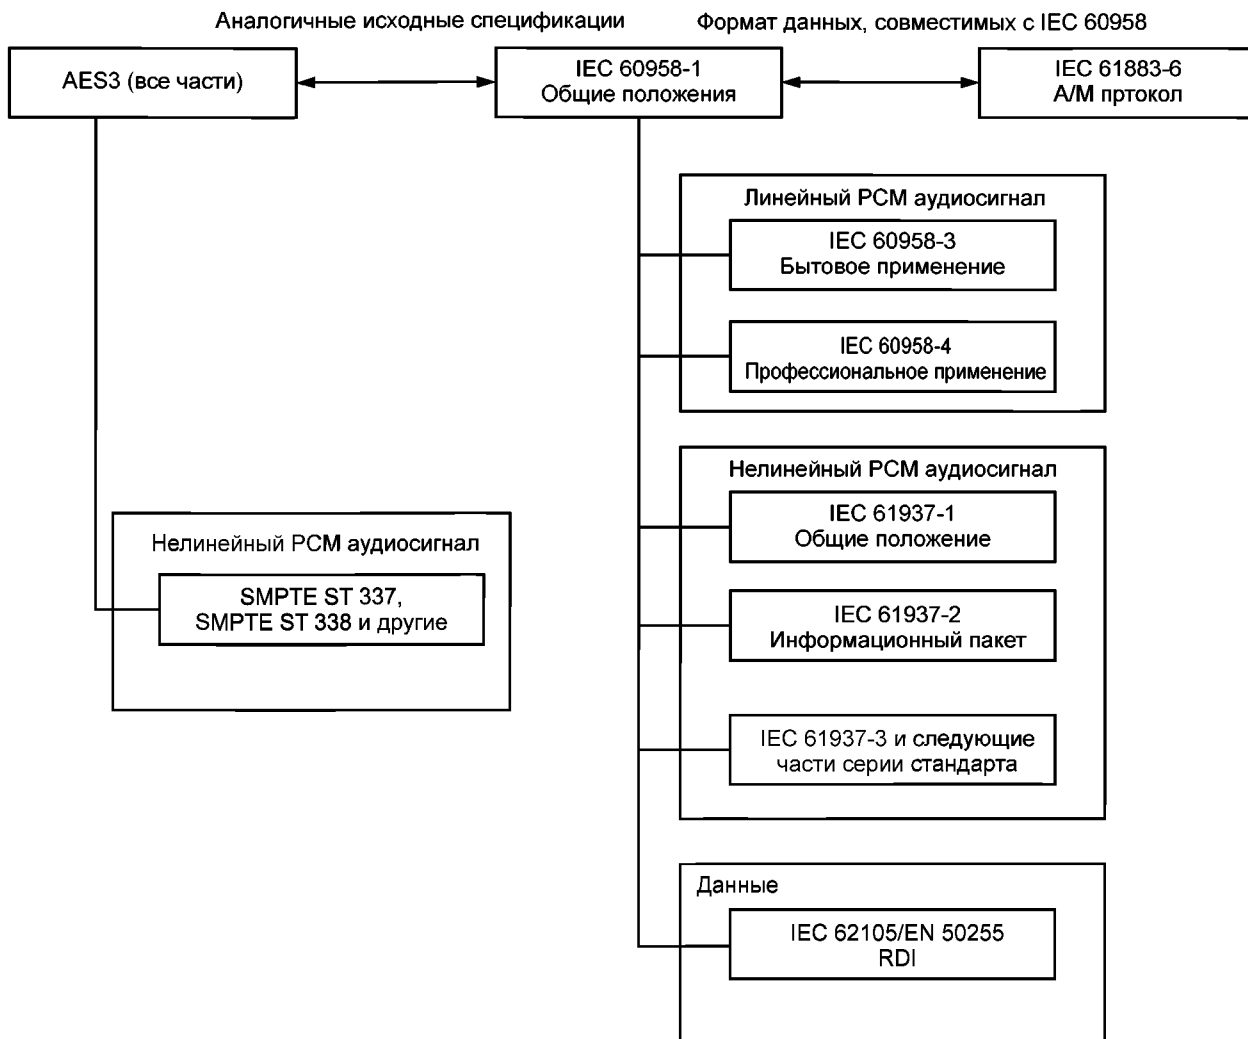 Аналогичные исходные спецификации
Формат данных, совместимых с IEC 60958
AES3 (все части)
IEC 60958-1
Общие положения
IEC 61883-6
А/М пртокол
Линейный PCM аудиосигнал
IEC 60958-3
Бытовое применение
IEC 60958-4
Профессиональное применение
Нелинейный PCM аудиосигнал
IEC 61937-1
Общие положение
IEC 61937-2
Информационный пакет
IEC 61937-3 и следующие
части серии стандарта
Нелинейный PCM аудиосигнал
SMPTE ST 337,
SMPTE ST 338 и другие
Данные
IEC 62105/EN 50255
RDI